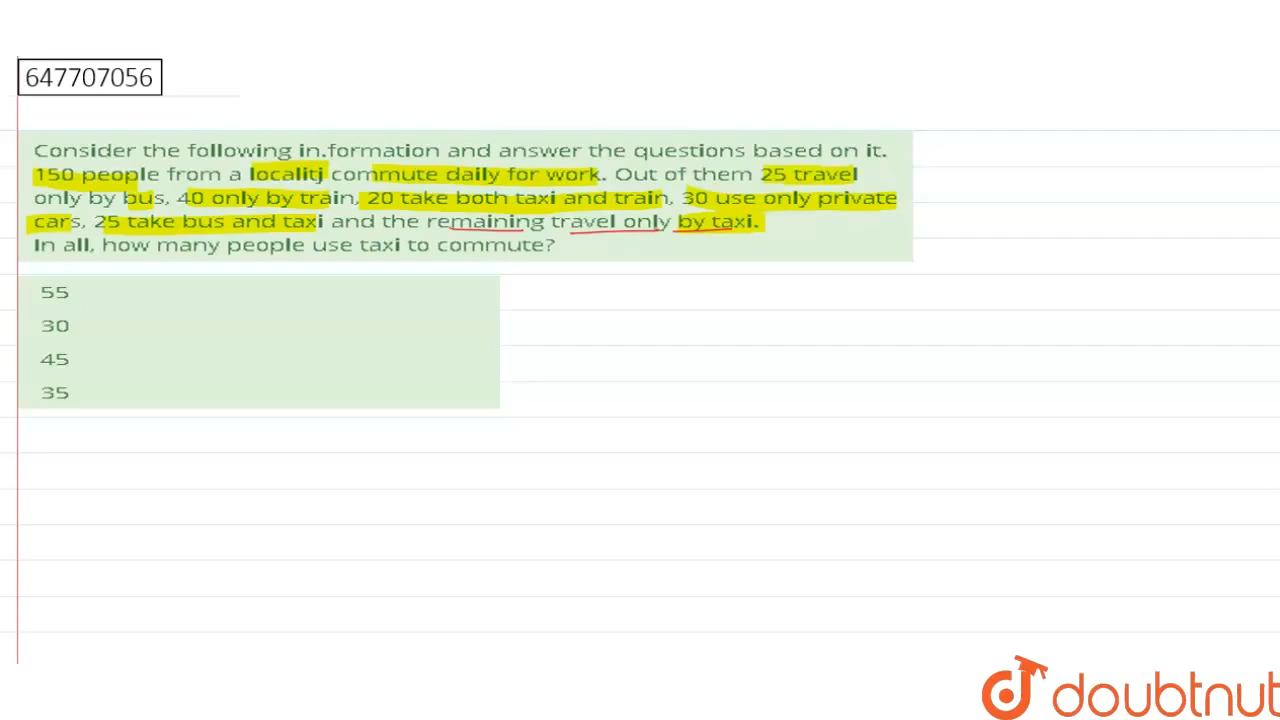 647707056
Consider the following in.formation and answer the questions based on it.
150 people from a localitj commute daily for work. Out of them 25 travel
only by bus, 40 only by train, 20 take both taxi and train, 30 use only private
cars, 25 take bus and taxi and the remaining travel only by taxi.
In all, how many people use taxi to commute?
55
30
45
35
doubtnut